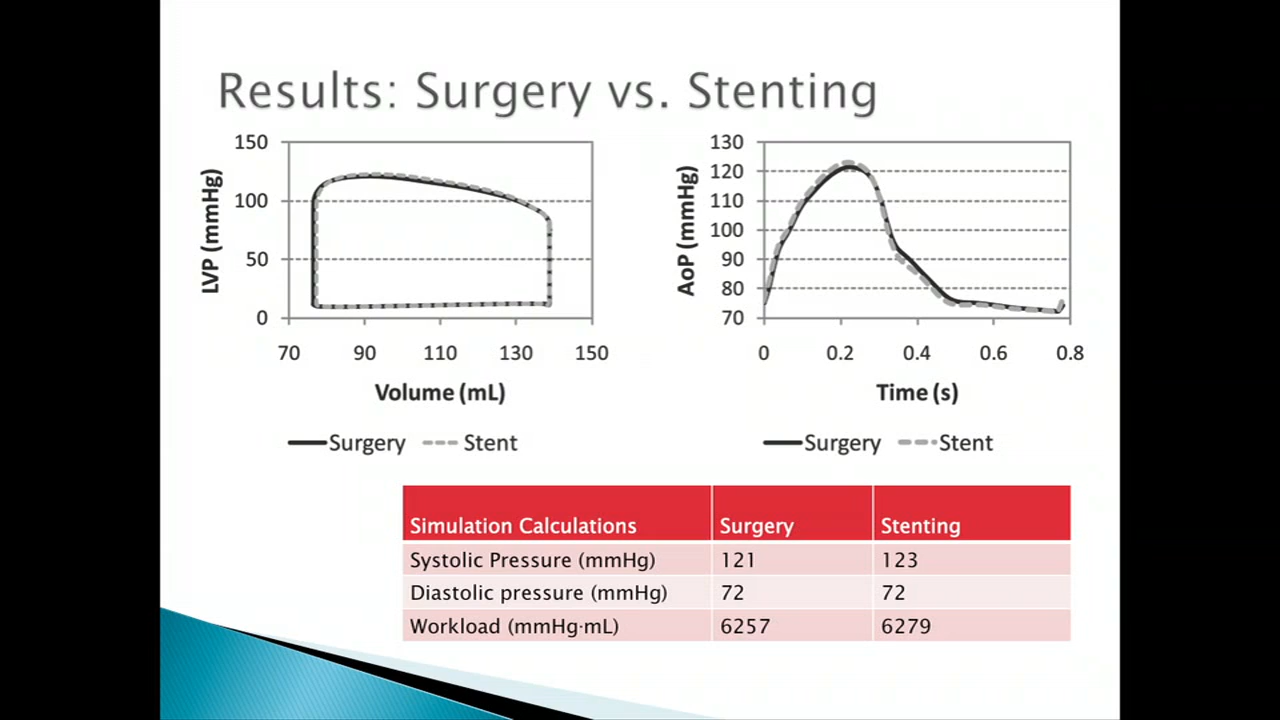 Results: Surgery vs. Stenting
LVP (mmHg)
150
100
50
0
70 90 110 130 150
Volume (mL)
Surgery Stent
AoP (mmHg)
130
120
110
100
90
80
70
0 0.2 0.4 0.6 0.8
Time (s)
Surgery Stent
Simulation Calculations Surgery Stenting
Systolic Pressure (mmHg) 121 123
Diastolic pressure (mmHg) 72 72
Workload (mmHg·mL) 6257 6279